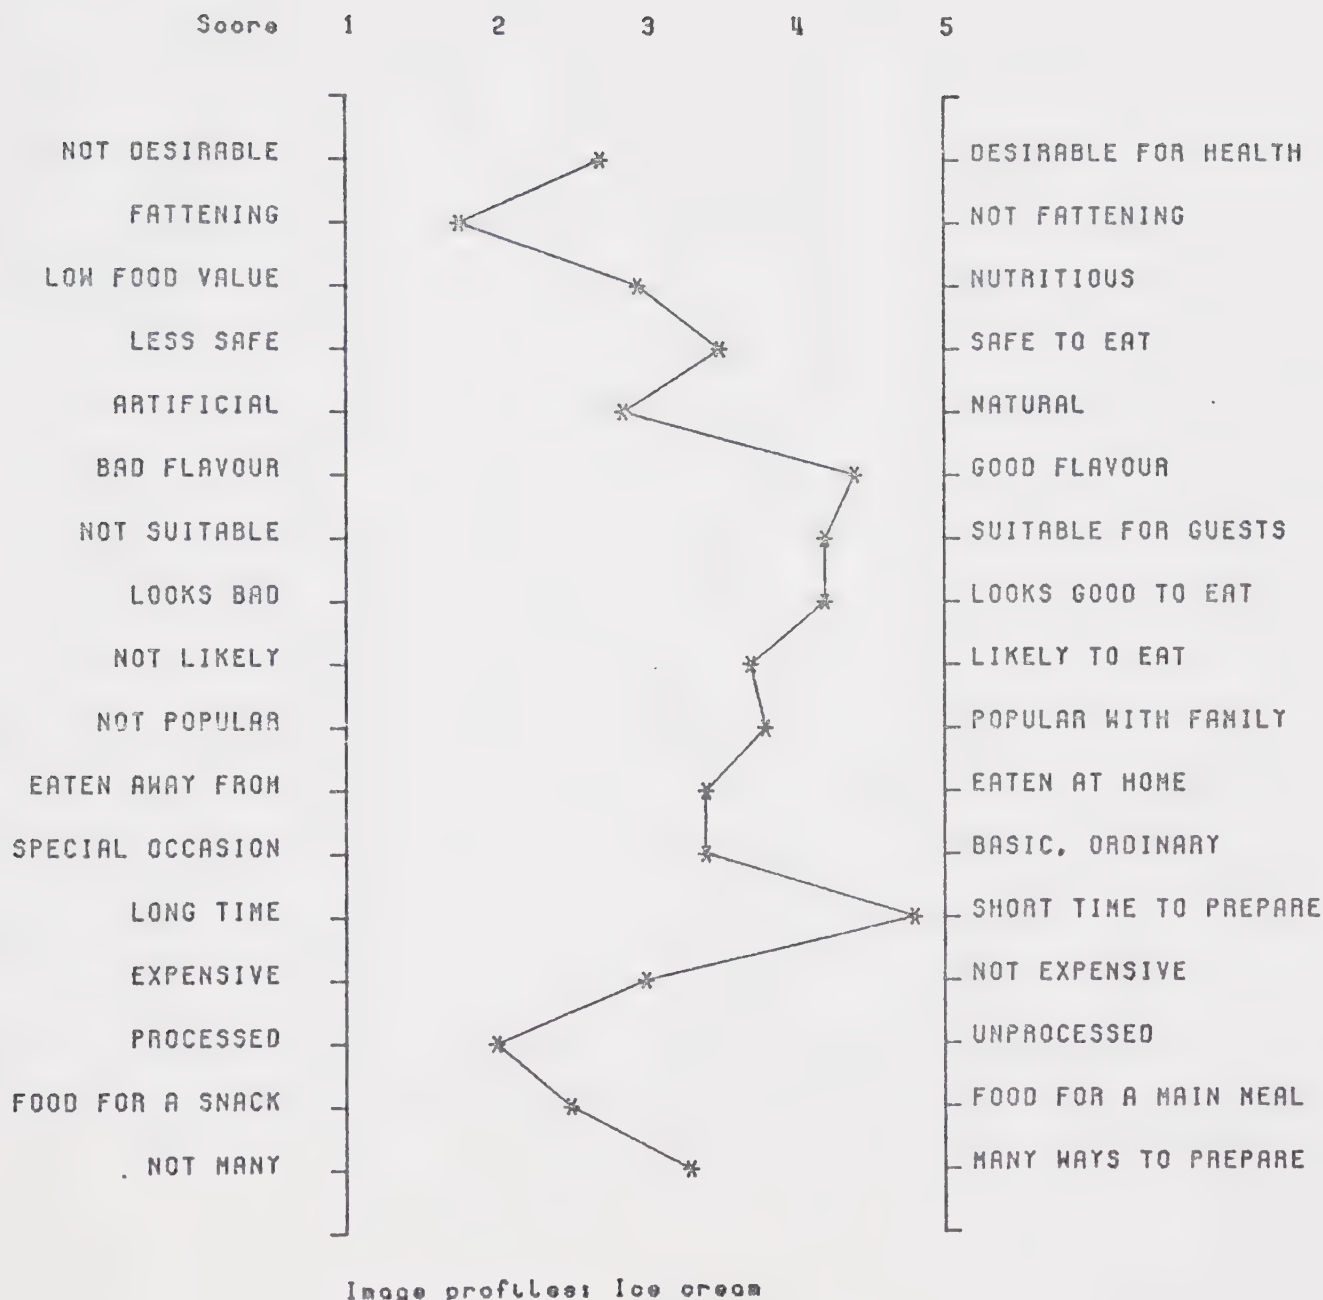 Score 1 2 3 4 5
NOT DESIRABLE DESIRABLE FOR HEALTH
FATTENING NOT FATTENING
LOW FOOD VALUE NUTRITIOUS
LESS SAFE SAFE TO EAT
ARTIFICIAL NATURAL
BAD FLAVOUR GOOD FLAVOUR
NOT SUITABLE SUITABLE FOR GUESTS
LOOKS BAD LOOKS GOOD TO EAT
NOT LIKELY LIKELY TO EAT
NOT POPULAR POPULAR WITH FAMILY
EATEN AWAY FROM EATEN AT HOME
SPECIAL OCCASION BASIC, ORDINARY
LONG TIME SHORT TIME TO PREPARE
EXPENSIVE NOT EXPENSIVE
PROCESSED UNPROCESSED
FOOD FOR A SNACK FOOD FOR A MAIN MEAL
NOT MANY MANY WAYS TO PREPARE
Image profiles: Ice cream